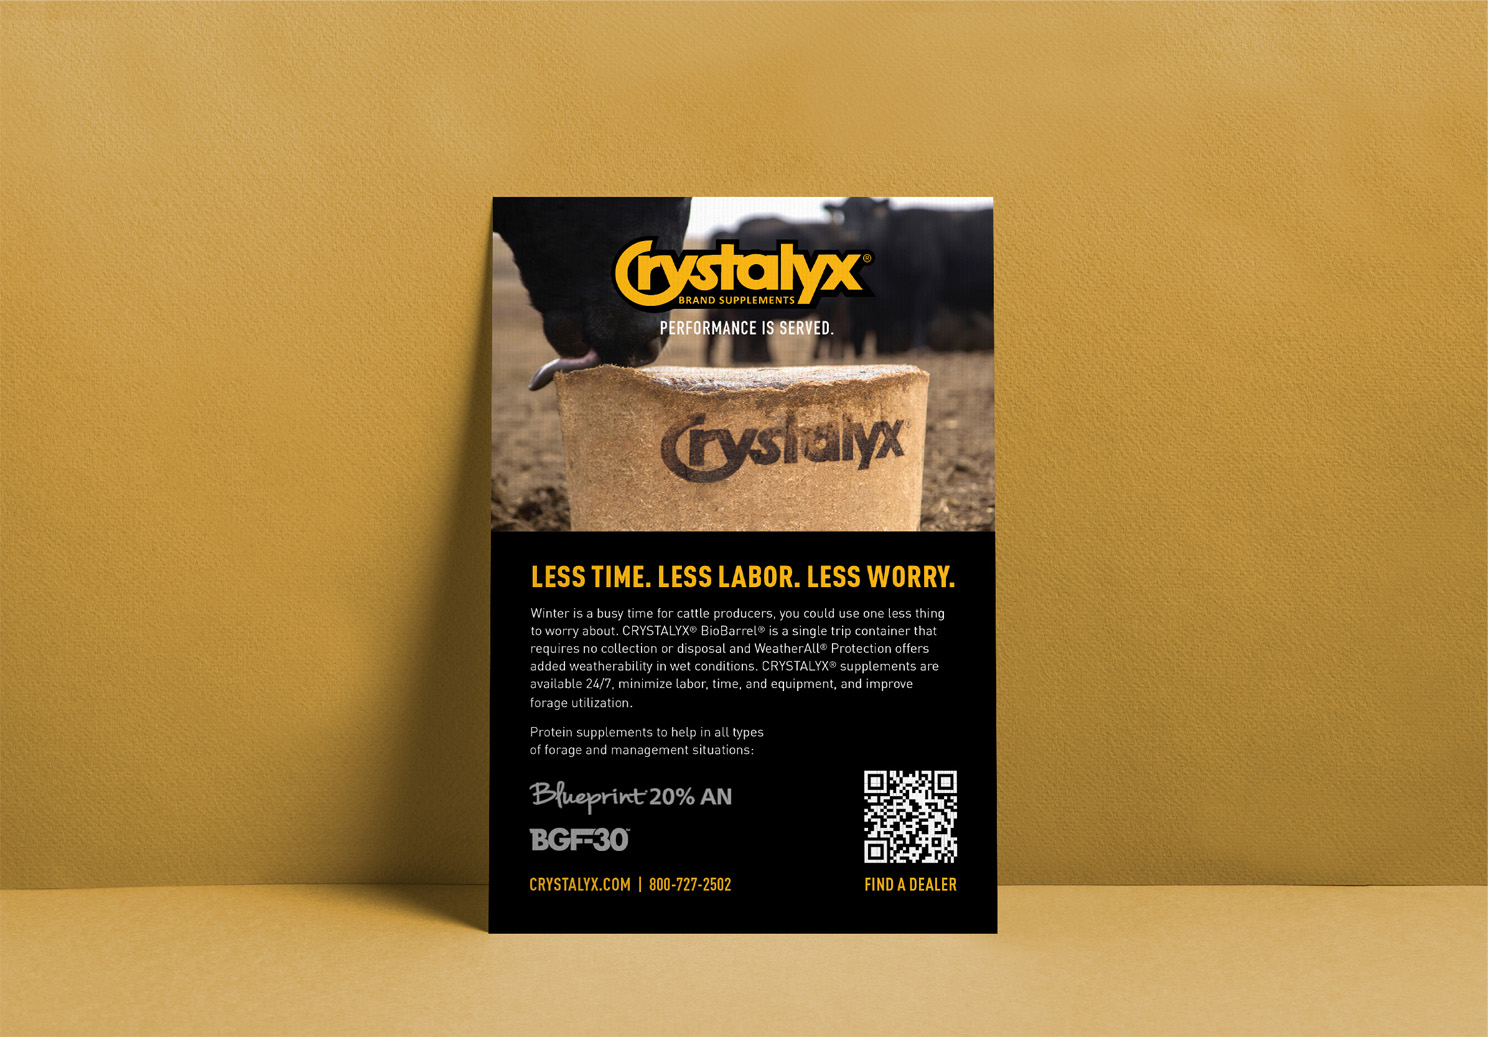 Crystalyx®
BRAND SUPPLEMENTS
PERFORMANCE IS SERVED.
Crystalyx®
LESS TIME. LESS LABOR. LESS WORRY.
Winter is a busy time for cattle producers, you could use one less thing
to worry about. CRYSTALYX® BioBarrel® is a single trip container that
requires no collection or disposal and WeatherAll® Protection offers
added weatherability in wet conditions. CRYSTALYX® supplements are
available 24/7, minimize labor, time, and equipment, and improve
forage utilization.
Protein supplements to help in all types
of forage and management situations:
Blueprint 20% AN
BGF-30™
CRYSTALYX.COM | 800-727-2502
FIND A DEALER